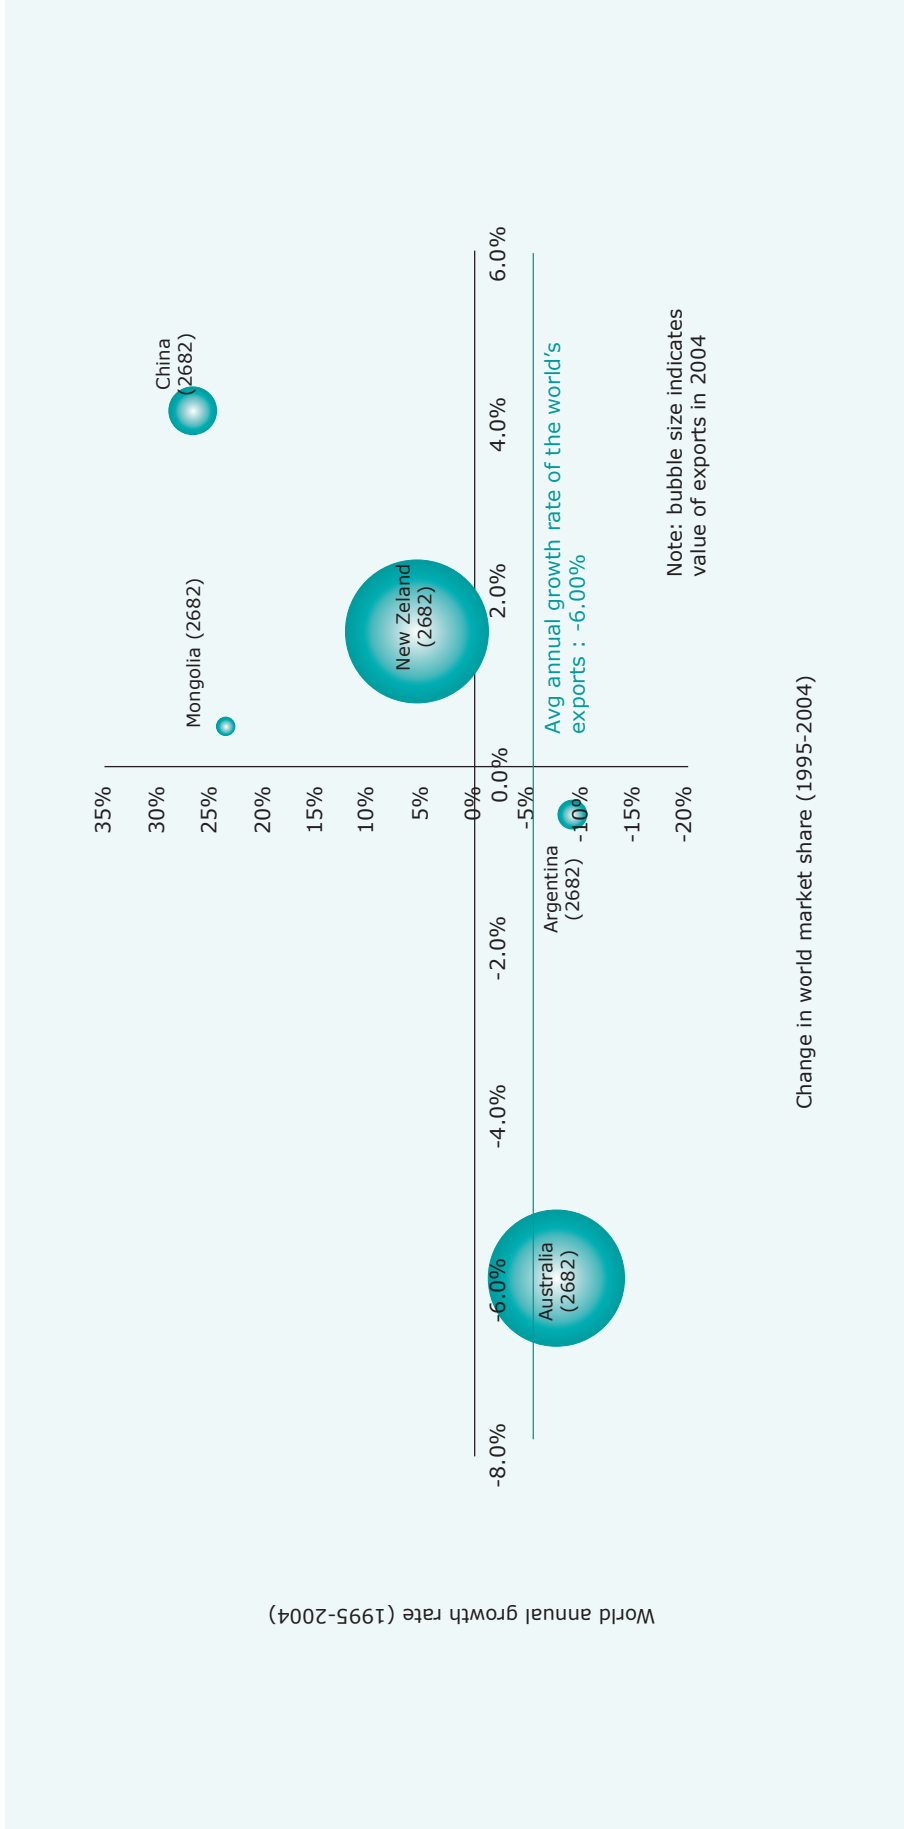 World annual growth rate (1995-2004)
35%
30%
25%
20%
15%
10%
5%
0%
-5%
-10%
-15%
-20%
-8.0%
-6.0%
-4.0%
-2.0%
0.0%
2.0%
4.0%
6.0%
China
(2682)
Mongolia (2682)
New Zeland
(2682)
Argentina
(2682)
Australia
(2682)
Avg annual growth rate of the world's
exports : -6.00%
Note: bubble size indicates
value of exports in 2004
Change in world market share (1995-2004)